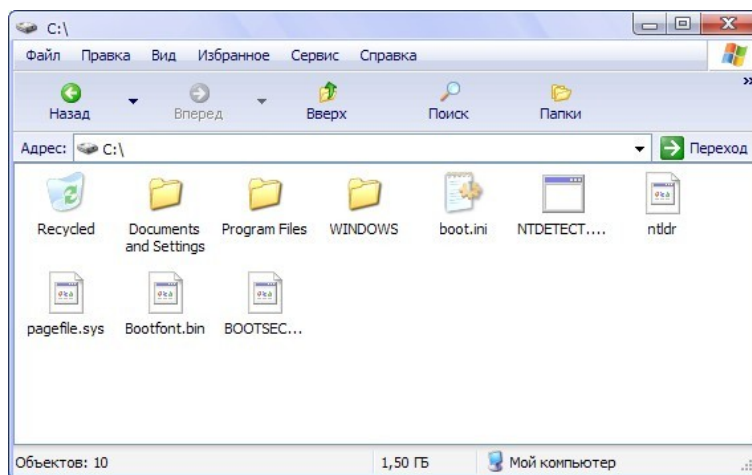 C:\
Файл Правка Вид Избранное Сервис Справка
Назад Вперед Вверх Поиск Папки
Адрес: C:\ Переход
Recycled Documents and Settings Program Files WINDOWS boot.ini NTDETECT.... ntldr
pagefile.sys Bootfont.bin BOOTSEC...
Объектов: 10 1,50 ГБ Мой компьютер